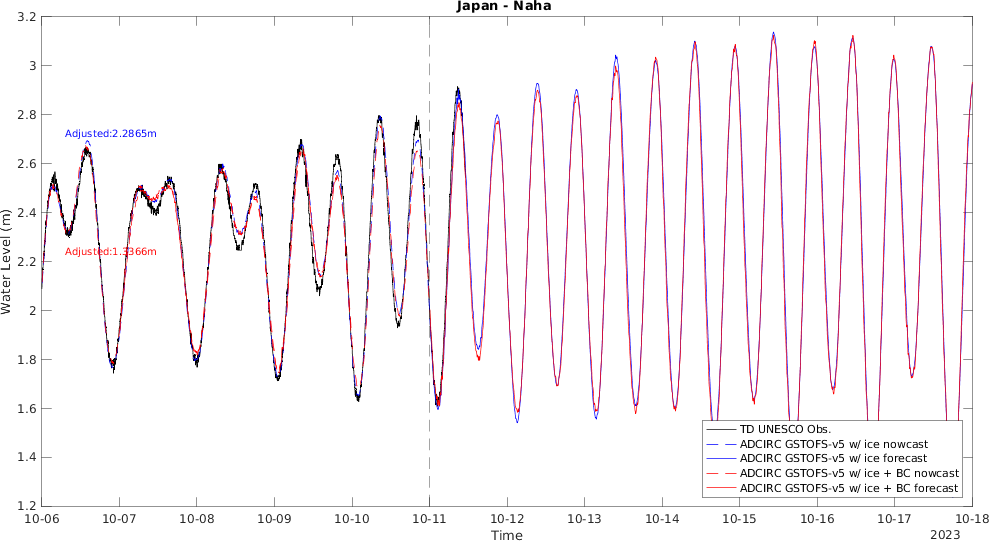 Japan - Naha
3.2
3
2.8
2.6
2.4
2.2
2
1.8
1.6
1.4
1.2
Water Level (m)
Adjusted:2.2865m
Adjusted:1.3366m
TD UNESCO Obs.
ADCIRC GSTOFS-v5 w/ ice nowcast
ADCIRC GSTOFS-v5 w/ ice forecast
ADCIRC GSTOFS-v5 w/ ice + BC nowcast
ADCIRC GSTOFS-v5 w/ ice + BC forecast
10-06 10-07 10-08 10-09 10-10 10-11 10-12 10-13 10-14 10-15 10-16 10-17 10-18
Time
2023